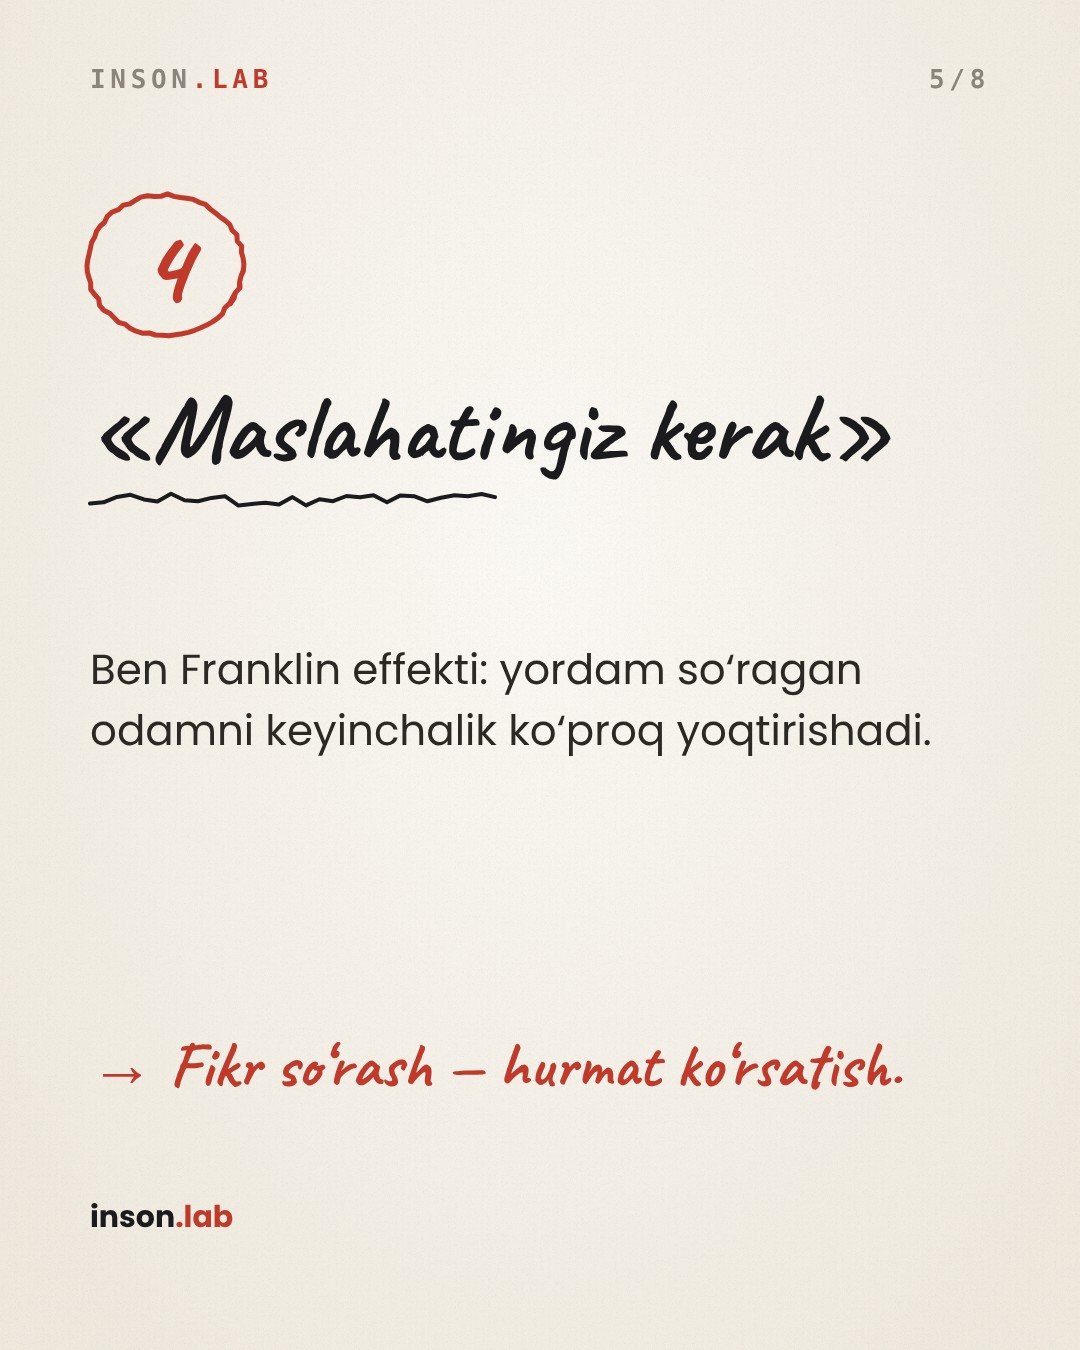 INSON.LAB
5/8
4
«Maslahatingiz kerak»
Ben Franklin effekti: yordam so‘ragan
odamni keyinchalik ko‘proq yoqtirishadi.
→ Fikr so‘rash — hurmat ko‘rsatish.
inson.lab